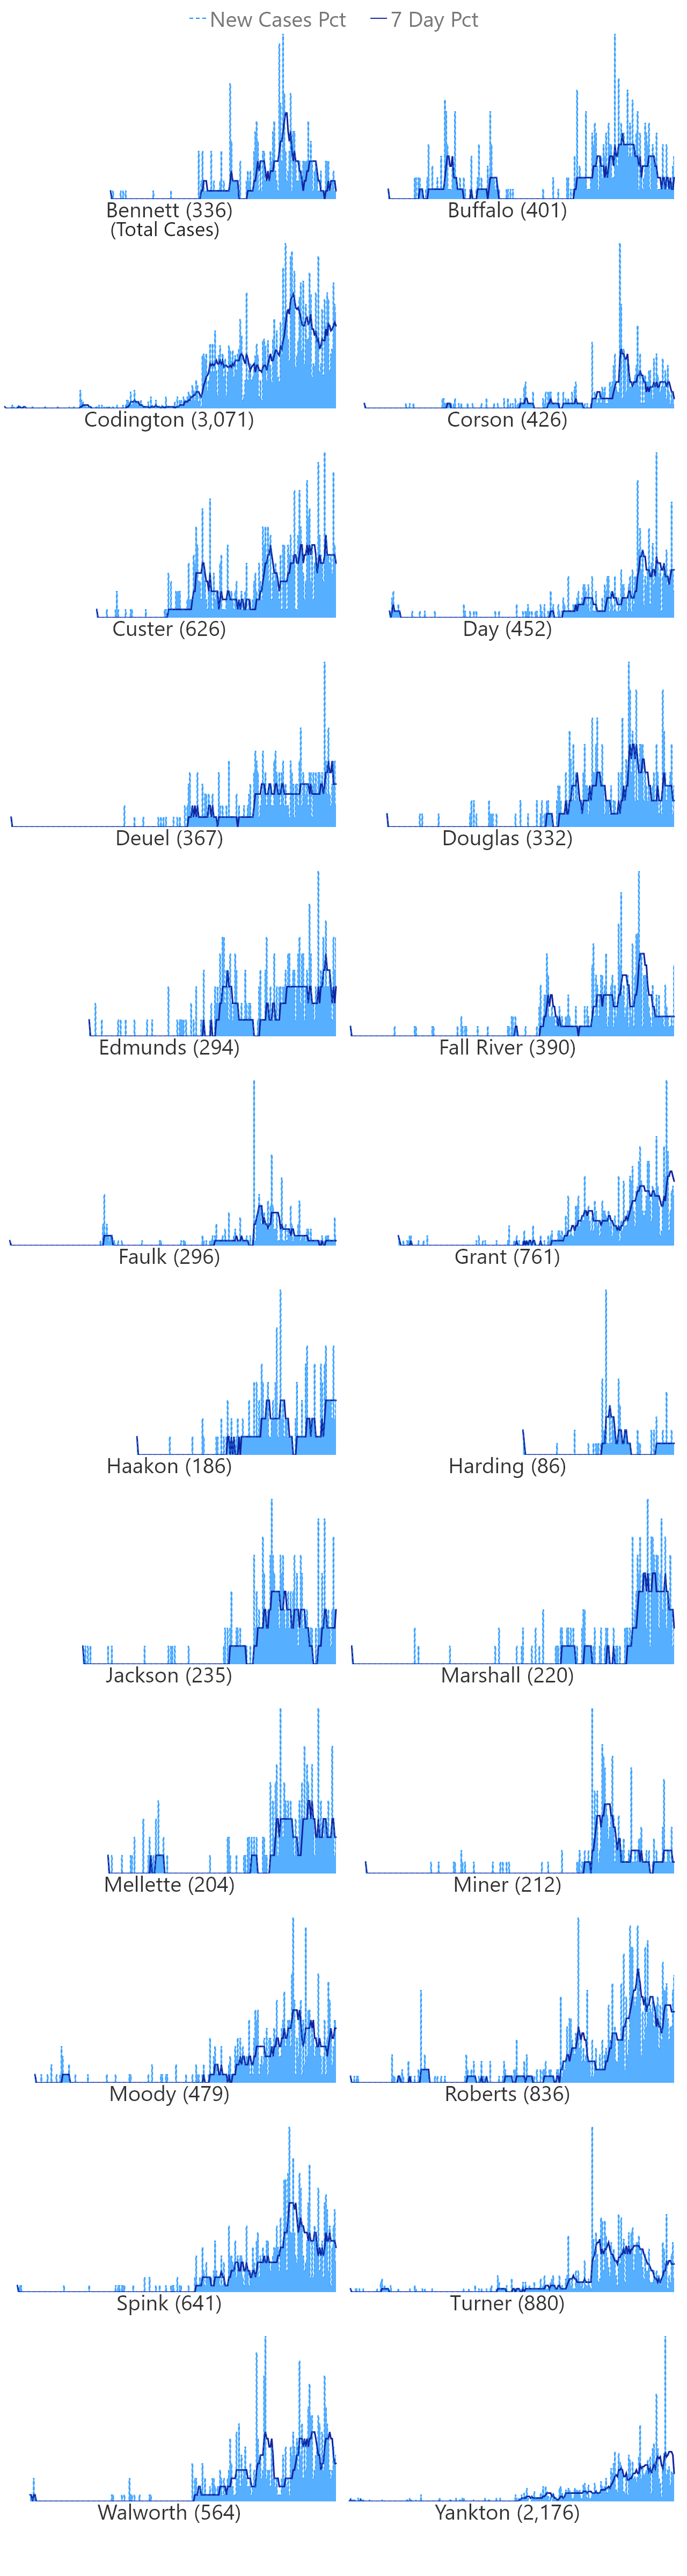 New Cases Pct 7 Day Pct
Bennett (336) Buffalo (401)
(Total Cases)
Codington (3,071) Corson (426)
Custer (626) Day (452)
Deuel (367) Douglas (332)
Edmunds (294) Fall River (390)
Faulk (296) Grant (761)
Haakon (186) Harding (86)
Jackson (235) Marshall (220)
Mellette (204) Miner (212)
Moody (479) Roberts (836)
Spink (641) Turner (880)
Walworth (564) Yankton (2,176)